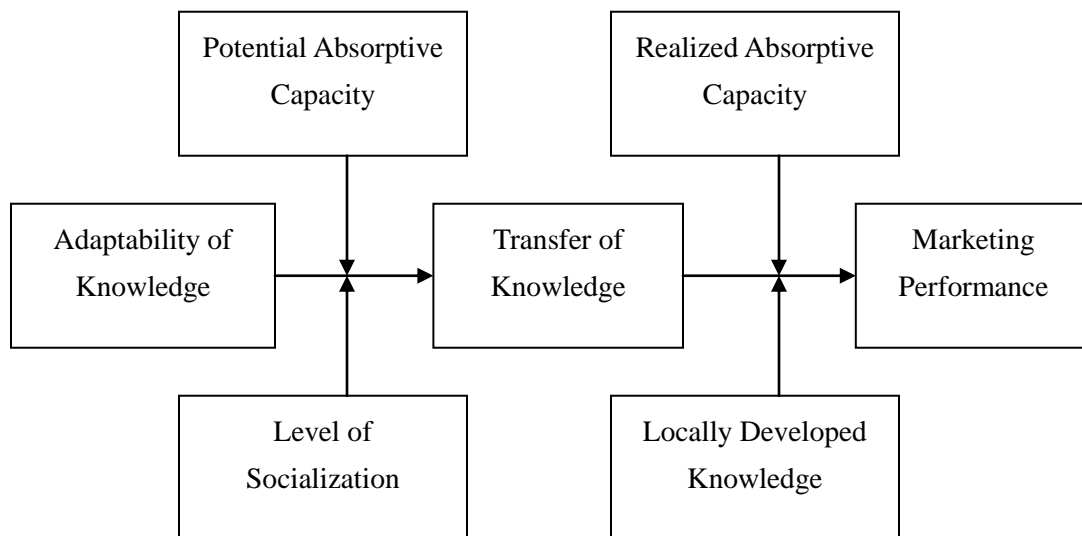 Potential Absorptive
Capacity
Realized Absorptive
Capacity
Adaptability of
Knowledge
Transfer of
Knowledge
Marketing
Performance
Level of
Socialization
Locally Developed
Knowledge